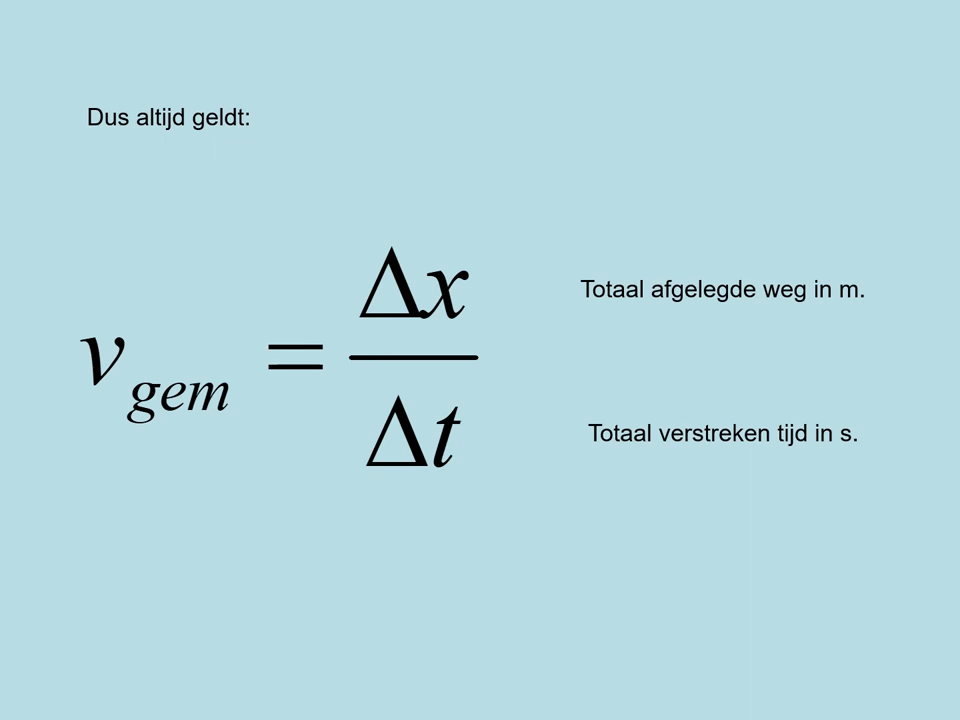 Dus altijd geldt:
v_gem = Δx / Δt
Totaal afgelegde weg in m.
Totaal verstreken tijd in s.